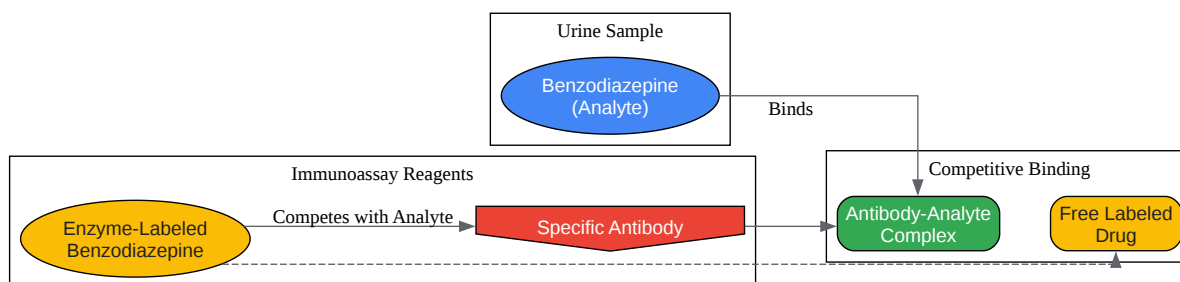 Urine Sample
Benzodiazepine
(Analyte)
Binds
Immunoassay Reagents
Competitive Binding
Enzyme-Labeled
Benzodiazepine
Competes with Analyte
Specific Antibody
Antibody-Analyte
Complex
Free Labeled
Drug